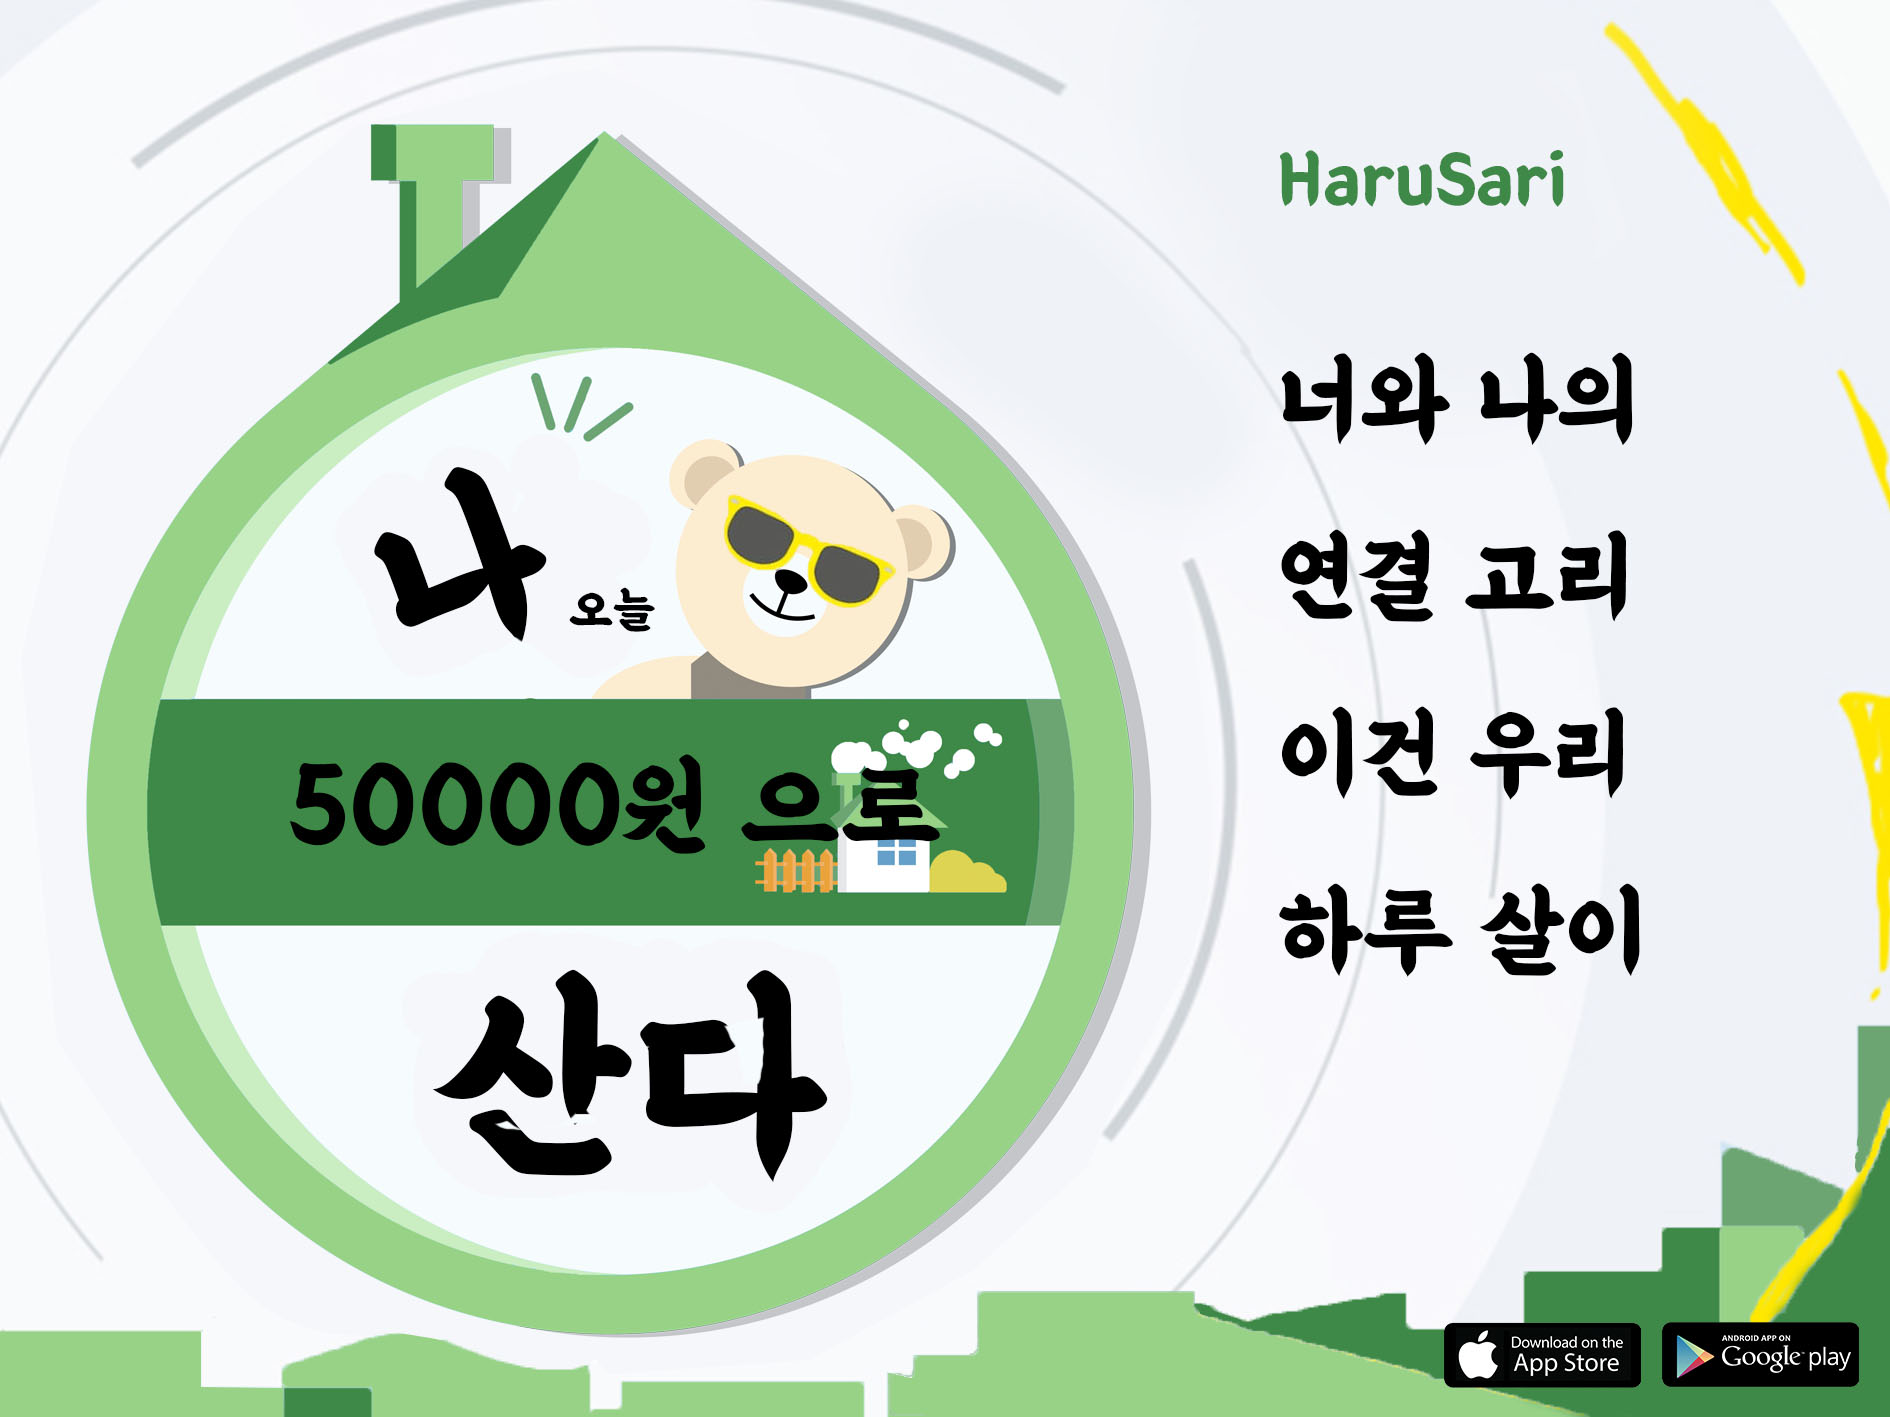 HaruSari
나 오늘
50000원 으로
산다
너와 나의
연결 고리
이건 우리
하루 살이
Download on the
App Store
ANDROID APP ON
Google play